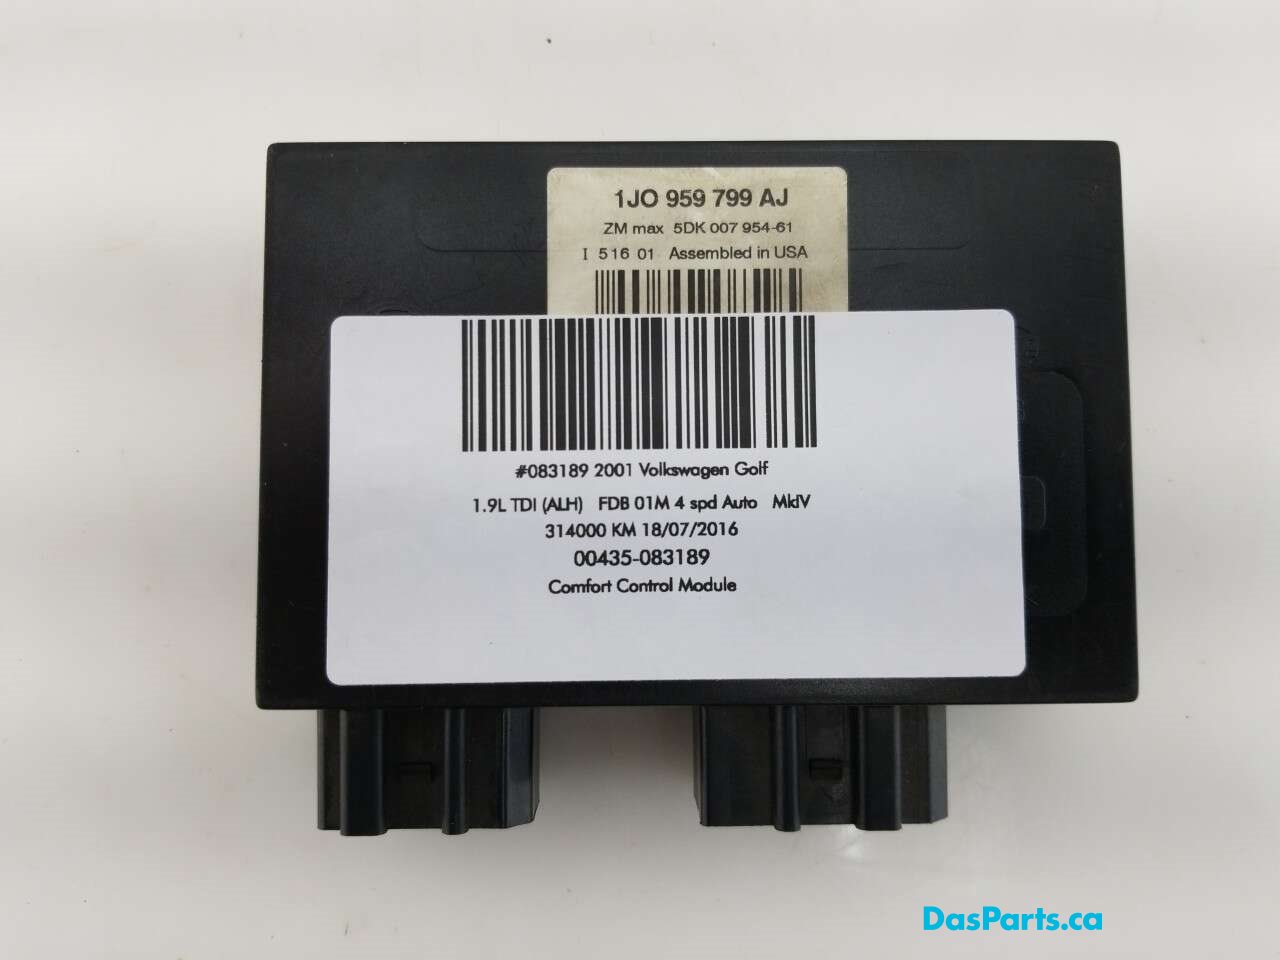 1JO 959 799 AJ
ZM max 5DK 007 954-61
I 516 01 Assembled in USA
#083189 2001 Volkswagen Golf
1.9L TDI (ALH) FDB 01M 4 spd Auto MkIV
314000 KM 18/07/2016
00435-083189
Comfort Control Module
DasParts.ca